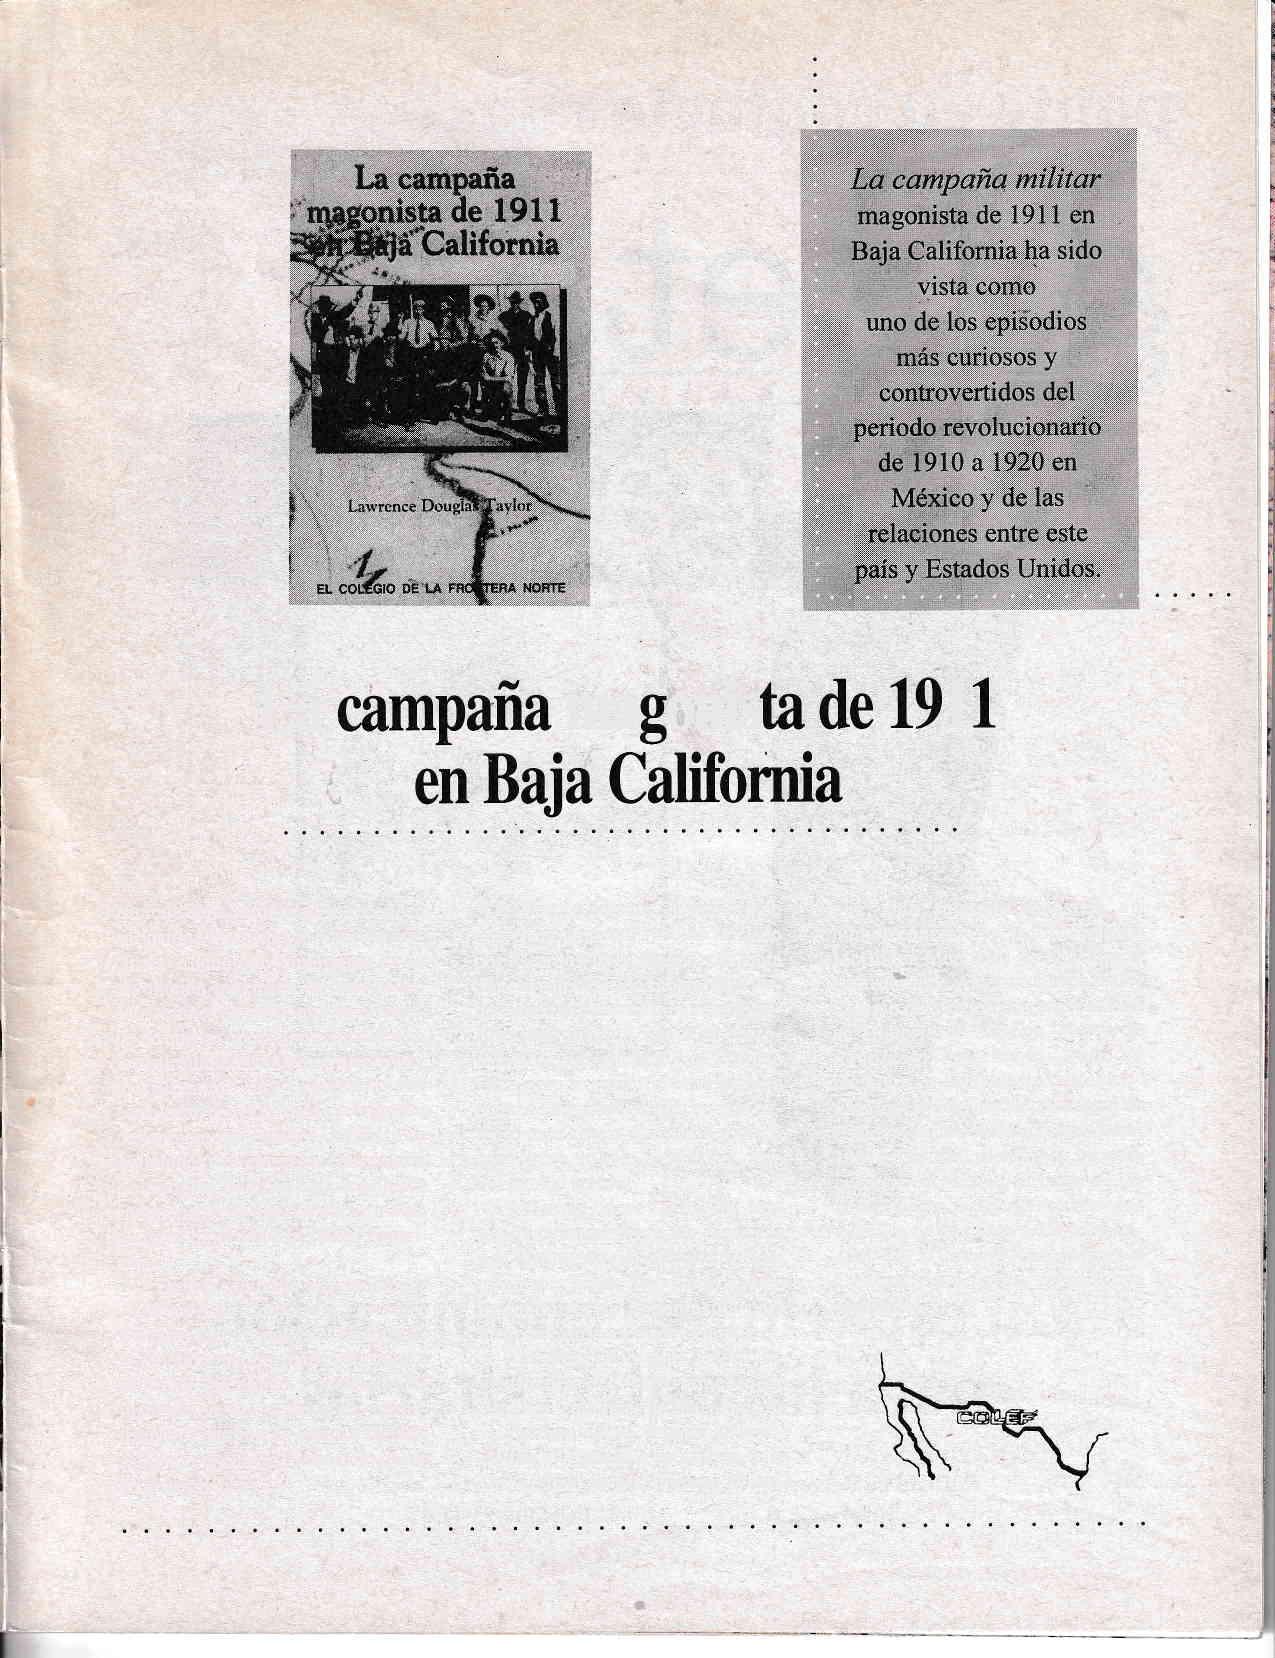 La campaña
magonista de 1911
en Baja California
Lawrence Douglas Taylor
EL COLEGIO DE LA FRONTERA NORTE
La campaña militar
magonista de 1911 en
Baja California ha sido
vista como
uno de los episodios
más curiosos y
controvertidos del
periodo revolucionario
de 1910 a 1920 en
México y de las
relaciones entre este
país y Estados Unidos.
campaña g ta de 19 1
en Baja California
COLEF